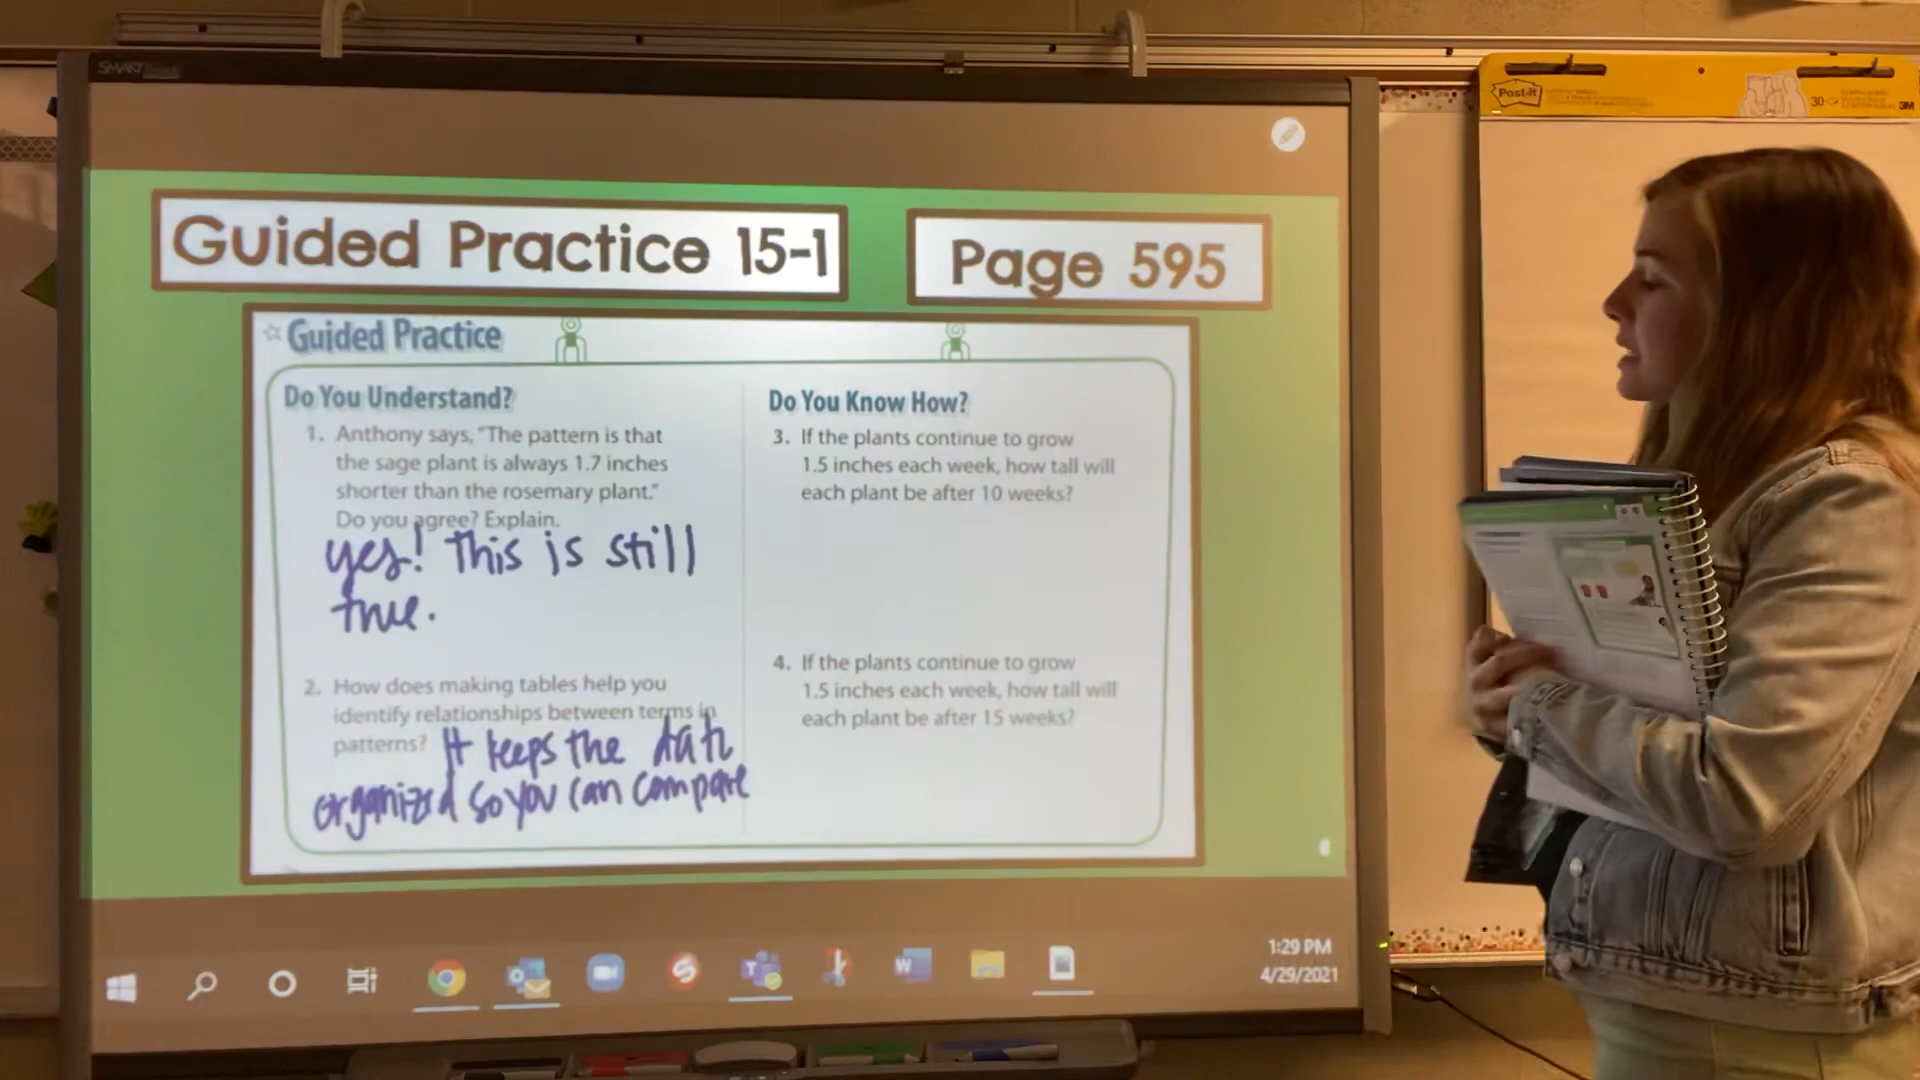 SMART
Post-it
30
3M
Guided Practice 15-1
Page 595
Guided Practice
Do You Understand?
1. Anthony says, "The pattern is that
the sage plant is always 1.7 inches
shorter than the rosemary plant."
Do you agree? Explain.
yes! This is still
true.
2. How does making tables help you
identify relationships between terms in
patterns? It keeps the data
organized so you can compare
Do You Know How?
3. If the plants continue to grow
1.5 inches each week, how tall will
each plant be after 10 weeks?
4. If the plants continue to grow
1.5 inches each week, how tall will
each plant be after 15 weeks?
1:29 PM
4/29/2021